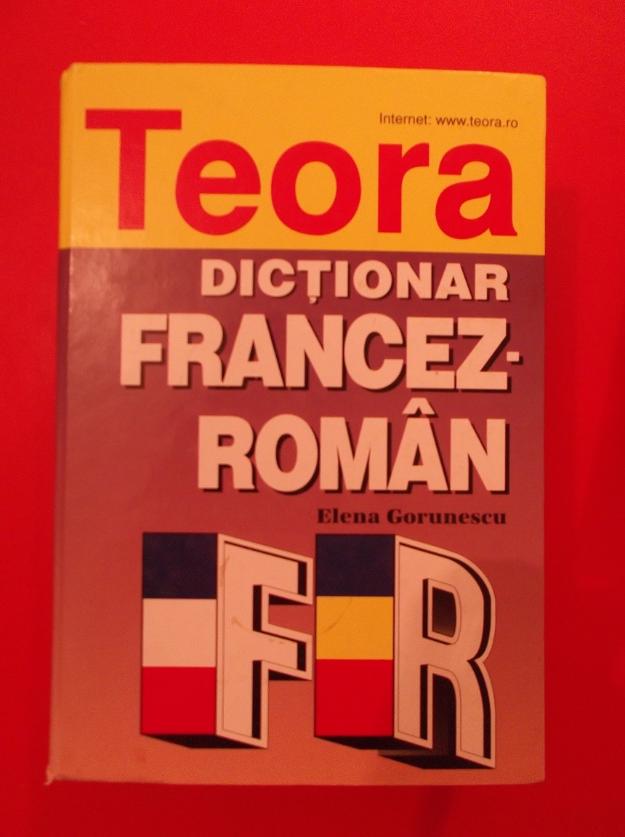 Internet: www.teora.ro
Teora
DICȚIONAR
FRANCEZ-
ROMÂN
Elena Gorunescu
F R